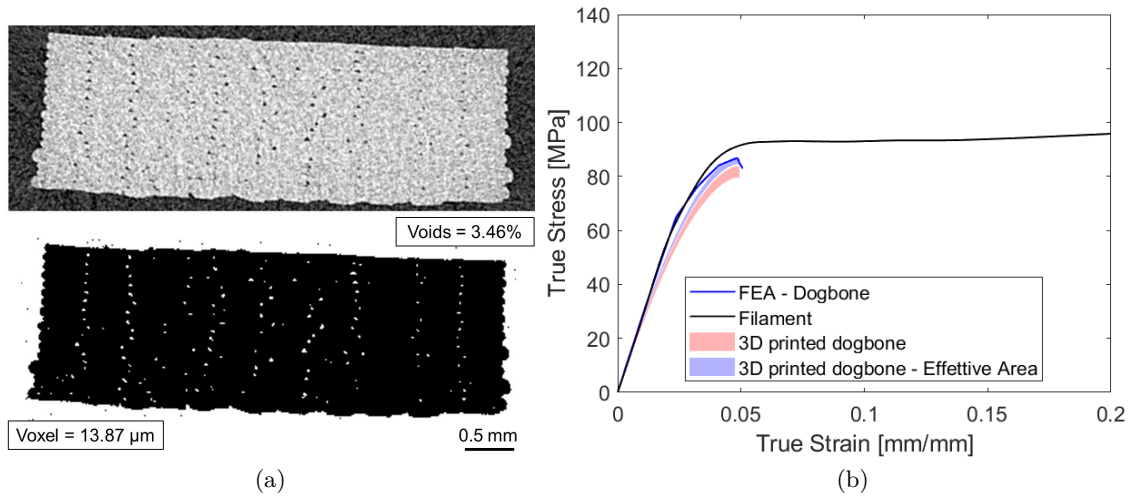 Voids = 3.46%
Voxel = 13.87 µm
0.5 mm
(a)
140
120
100
80
60
40
20
0
True Stress [MPa]
FEA - Dogbone
Filament
3D printed dogbone
3D printed dogbone - Effettive Area
0
0.05
0.1
0.15
0.2
True Strain [mm/mm]
(b)